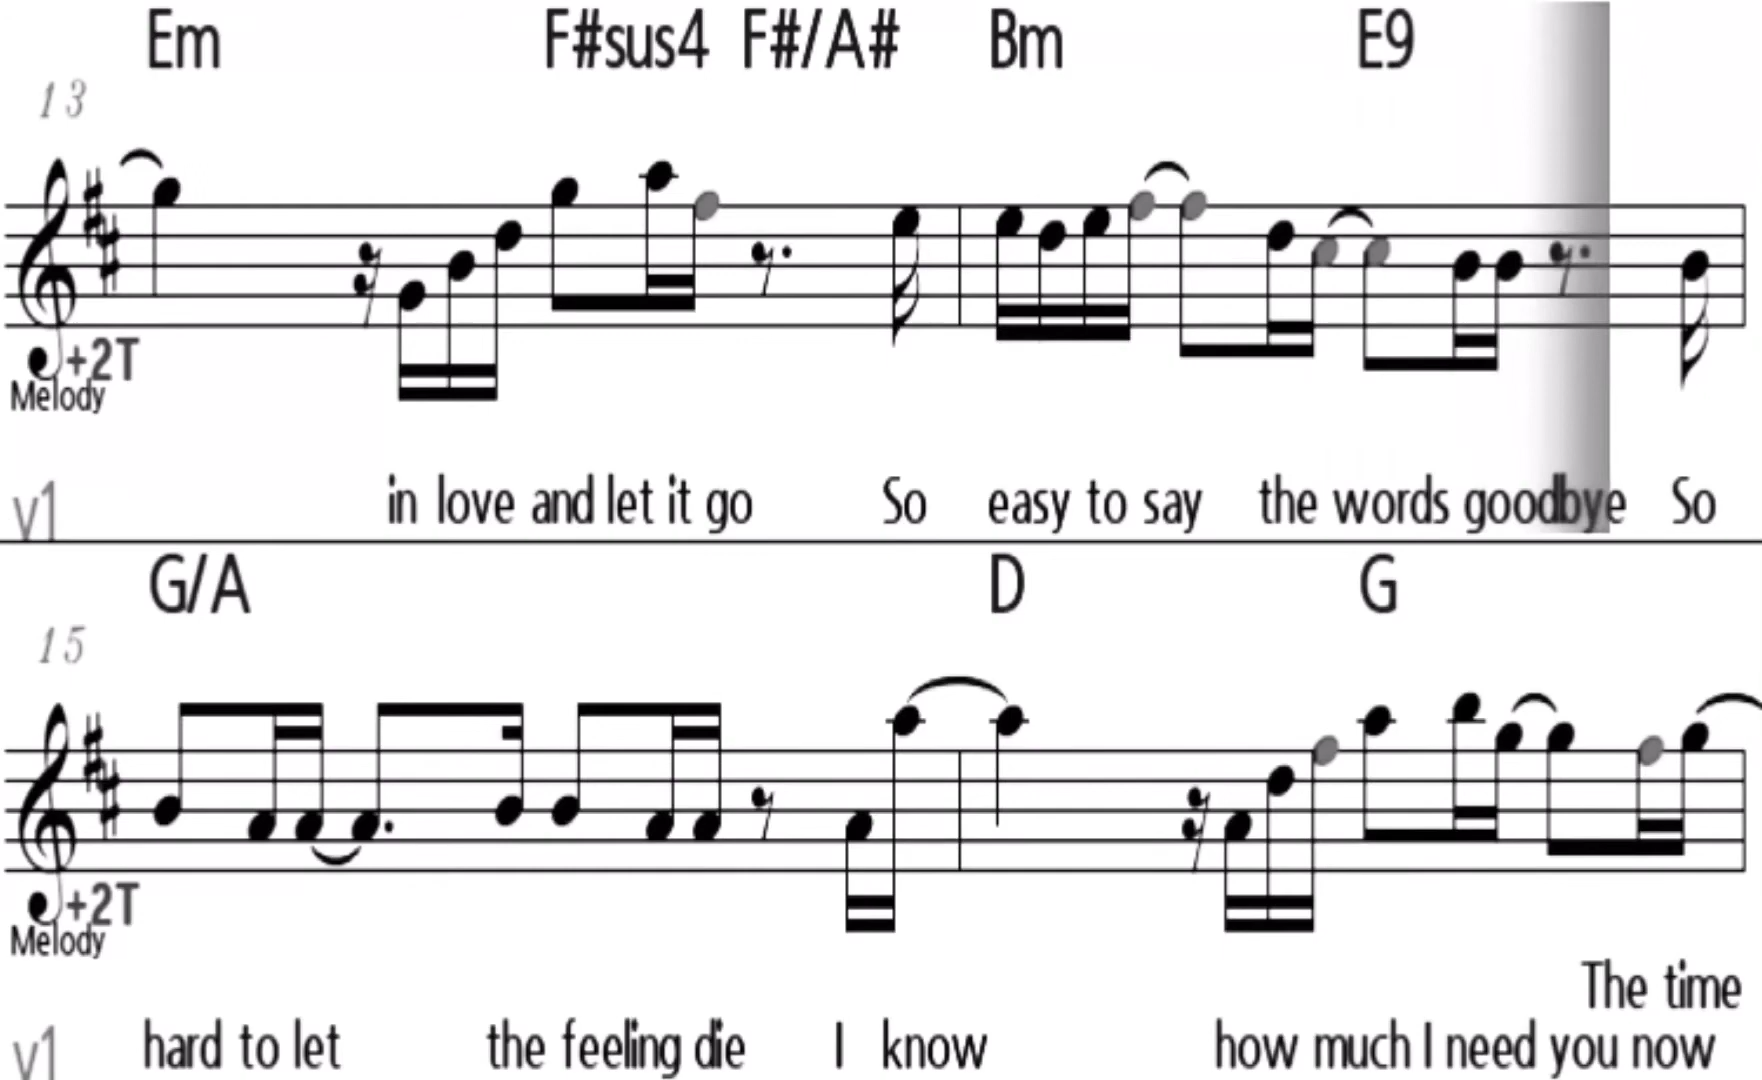 Em F#sus4 F#/A# Bm E9
13
+2T
Melody
v1 in love and let it go So easy to say the words goodbye So
G/A D G
15
+2T
Melody
The time
v1 hard to let the feeling die I know how much I need you now